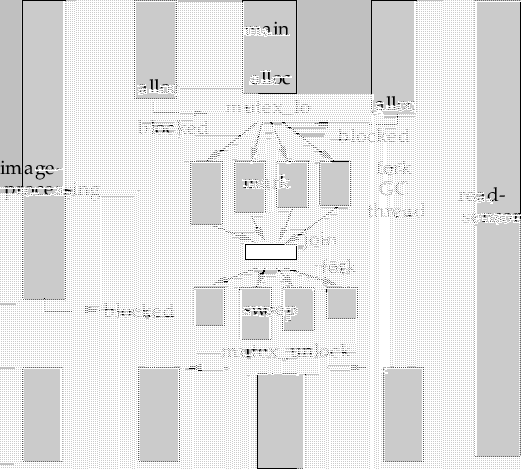 main
alloc
alloc
alloc
mutex_lo
blocked
blocked
image-
processing
mark
fork
GC
thread
read-
sensor
join
fork
blocked
sweep
mutex_unlock